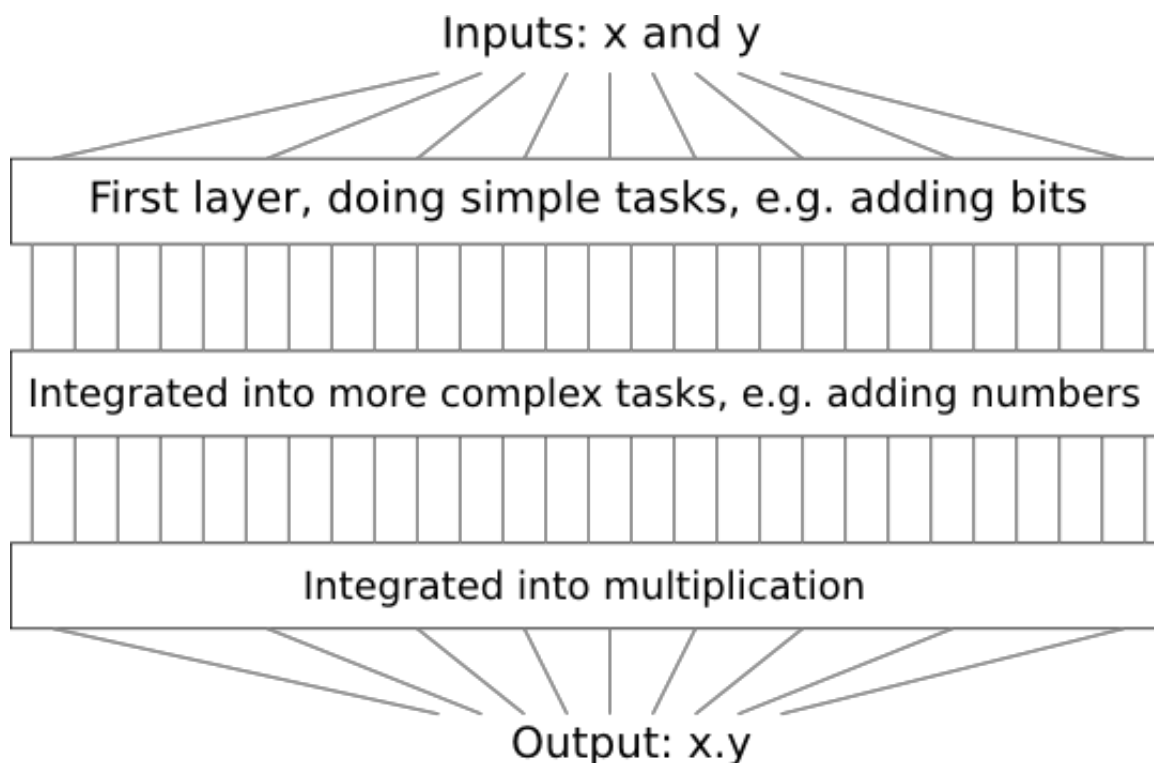 Inputs: x and y
First layer, doing simple tasks, e.g. adding bits
Integrated into more complex tasks, e.g. adding numbers
Integrated into multiplication
Output: x.y